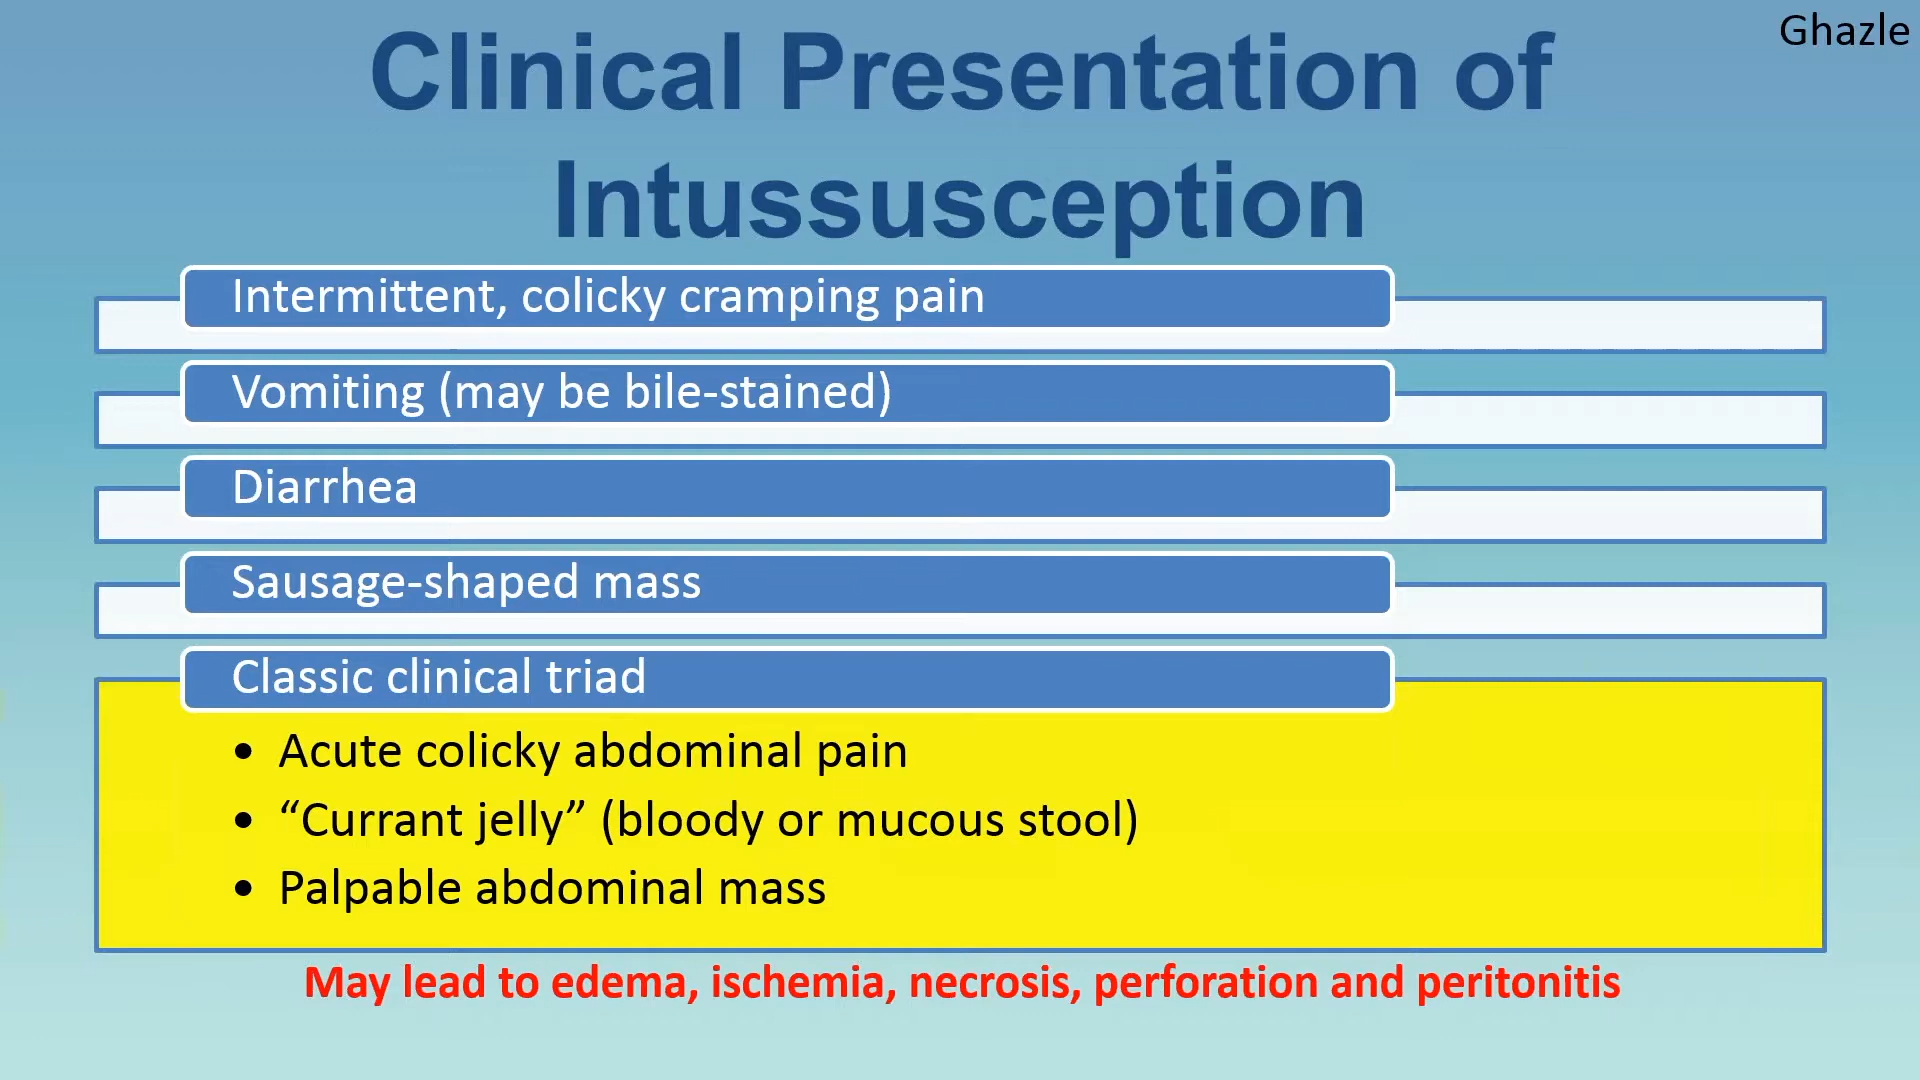 Ghazle
Clinical Presentation of
Intussusception
Intermittent, colicky cramping pain
Vomiting (may be bile-stained)
Diarrhea
Sausage-shaped mass
Classic clinical triad
• Acute colicky abdominal pain
• “Currant jelly” (bloody or mucous stool)
• Palpable abdominal mass
May lead to edema, ischemia, necrosis, perforation and peritonitis